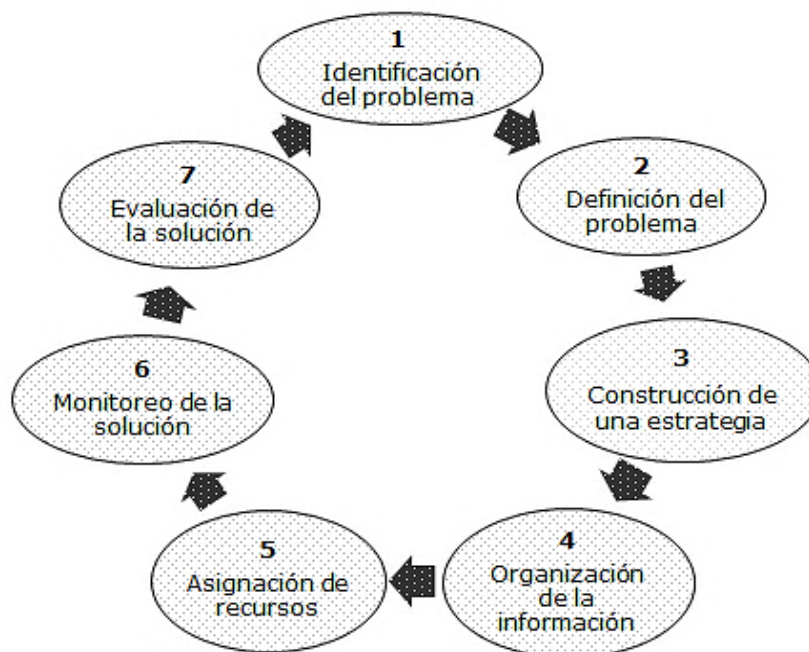 1
Identificación
del problema
2
Definición del
problema
3
Construcción de
una estrategia
4
Organización
de la
información
5
Asignación de
recursos
6
Monitoreo de la
solución
7
Evaluación de
la solución